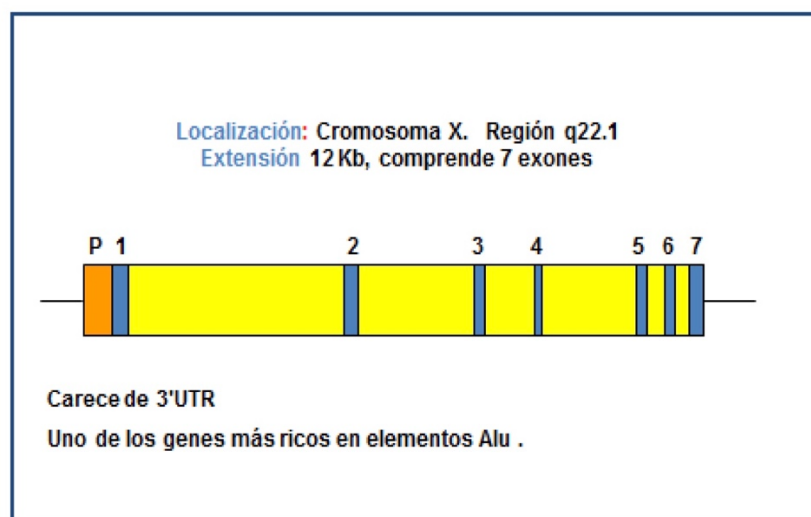 Localización: Cromosoma X. Región q22.1
Extensión 12 Kb, comprende 7 exones
P 1 2 3 4 5 6 7
Carece de 3'UTR
Uno de los genes más ricos en elementos Alu .